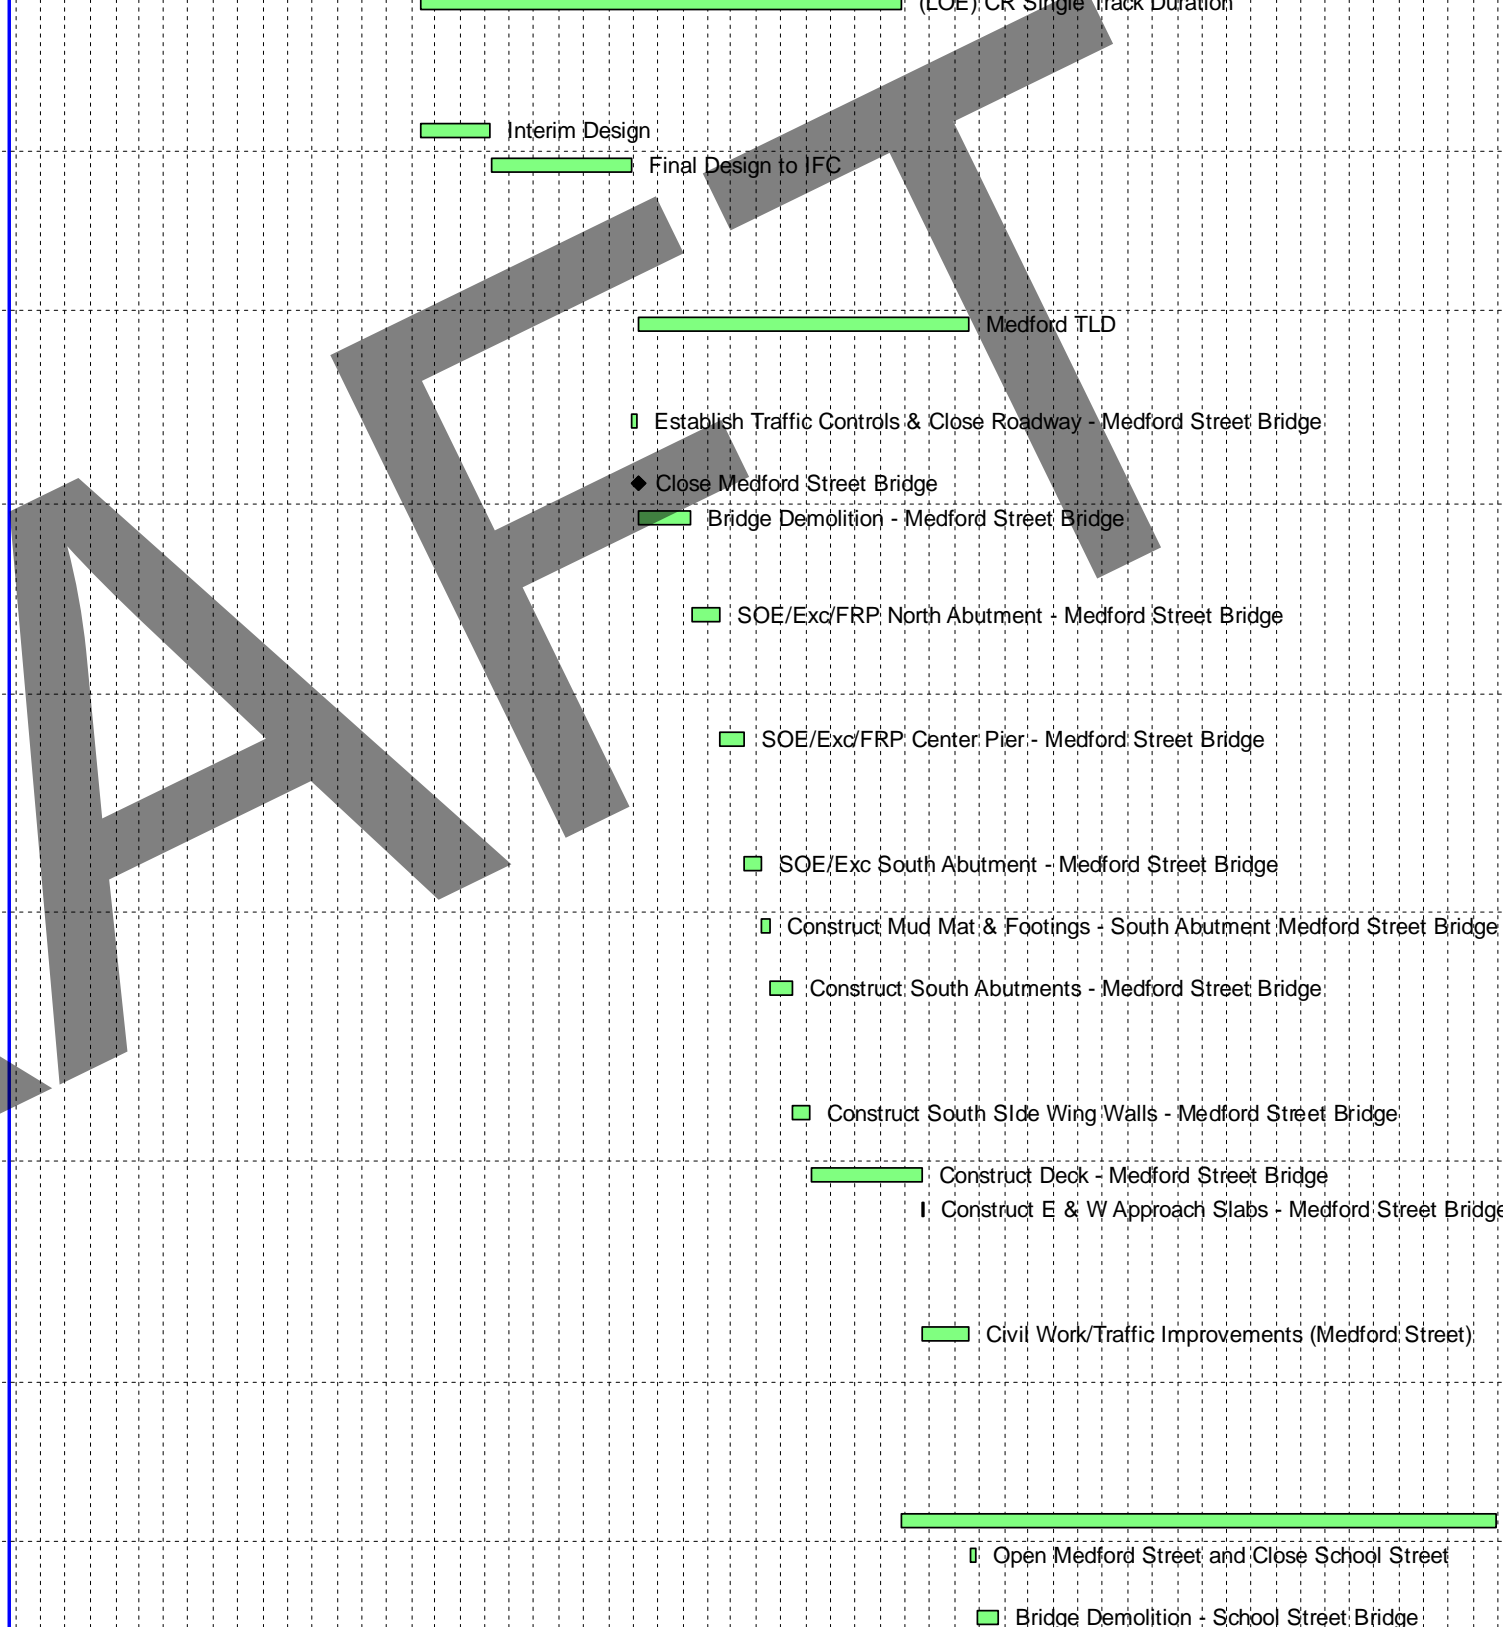 (LOE) CR Single Track Duration
Interim Design
Final Design to IFC
Medford TLD
Establish Traffic Controls & Close Roadway - Medford Street Bridge
Close Medford Street Bridge
Bridge Demolition - Medford Street Bridge
SOE/Exc/FRP North Abutment - Medford Street Bridge
SOE/Exc/FRP Center Pier - Medford Street Bridge
SOE/Exc South Abutment - Medford Street Bridge
Construct Mud Mat & Footings - South Abutment Medford Street Bridge
Construct South Abutments - Medford Street Bridge
Construct South SIde Wing Walls - Medford Street Bridge
Construct Deck - Medford Street Bridge
Construct E & W Approach Slabs - Medford Street Bridge
Civil Work/Traffic Improvements (Medford Street)
Open Medford Street and Close School Street
Bridge Demolition - School Street Bridge
AFT